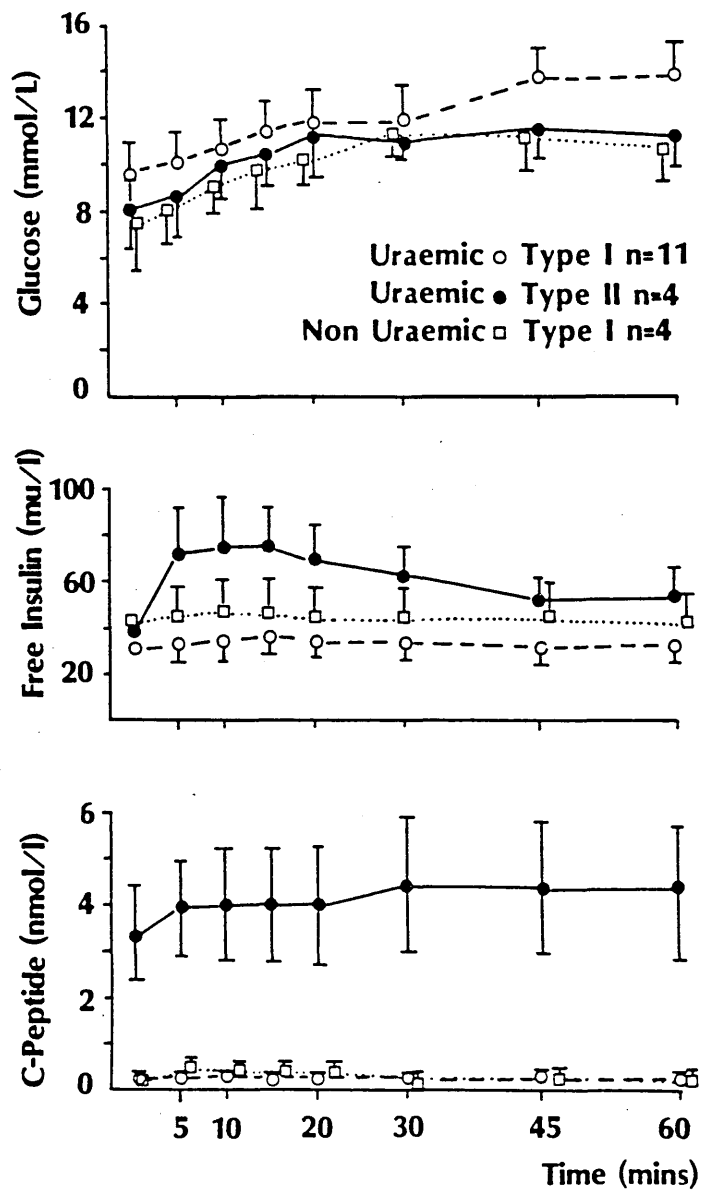 Glucose (mmol/L)
16
12
8
4
0
Uraemic ○ Type I n=11
Uraemic ● Type II n=4
Non Uraemic □ Type I n=4
Free Insulin (mu/l)
100
60
20
C-Peptide (nmol/l)
6
4
2
0
5 10 20 30 45 60
Time (mins)